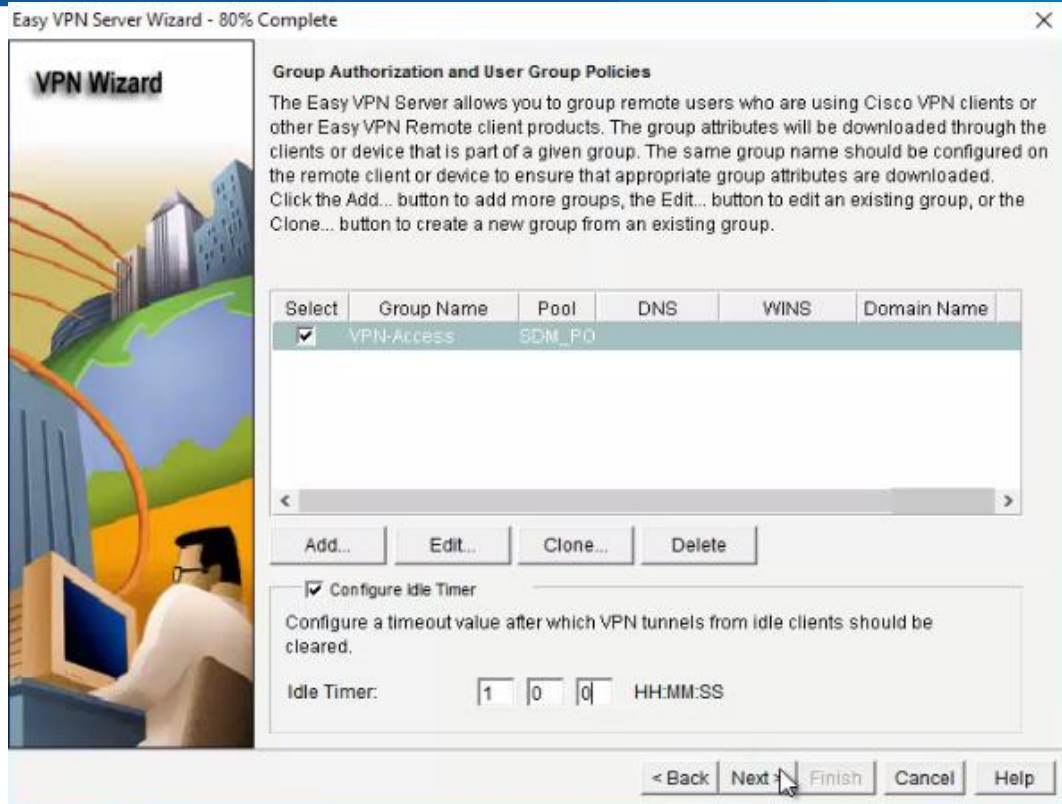 Easy VPN Server Wizard - 80% Complete
VPN Wizard
Group Authorization and User Group Policies
The Easy VPN Server allows you to group remote users who are using Cisco VPN clients or
other Easy VPN Remote client products. The group attributes will be downloaded through the
clients or device that is part of a given group. The same group name should be configured on
the remote client or device to ensure that appropriate group attributes are downloaded.
Click the Add... button to add more groups, the Edit... button to edit an existing group, or the
Clone... button to create a new group from an existing group.
Select Group Name Pool DNS WINS Domain Name
VPN-Access SDM_PO
Add... Edit... Clone... Delete
Configure Idle Timer
Configure a timeout value after which VPN tunnels from idle clients should be
cleared.
Idle Timer: 1 0 0 HH:MM:SS
< Back Next > Finish Cancel Help